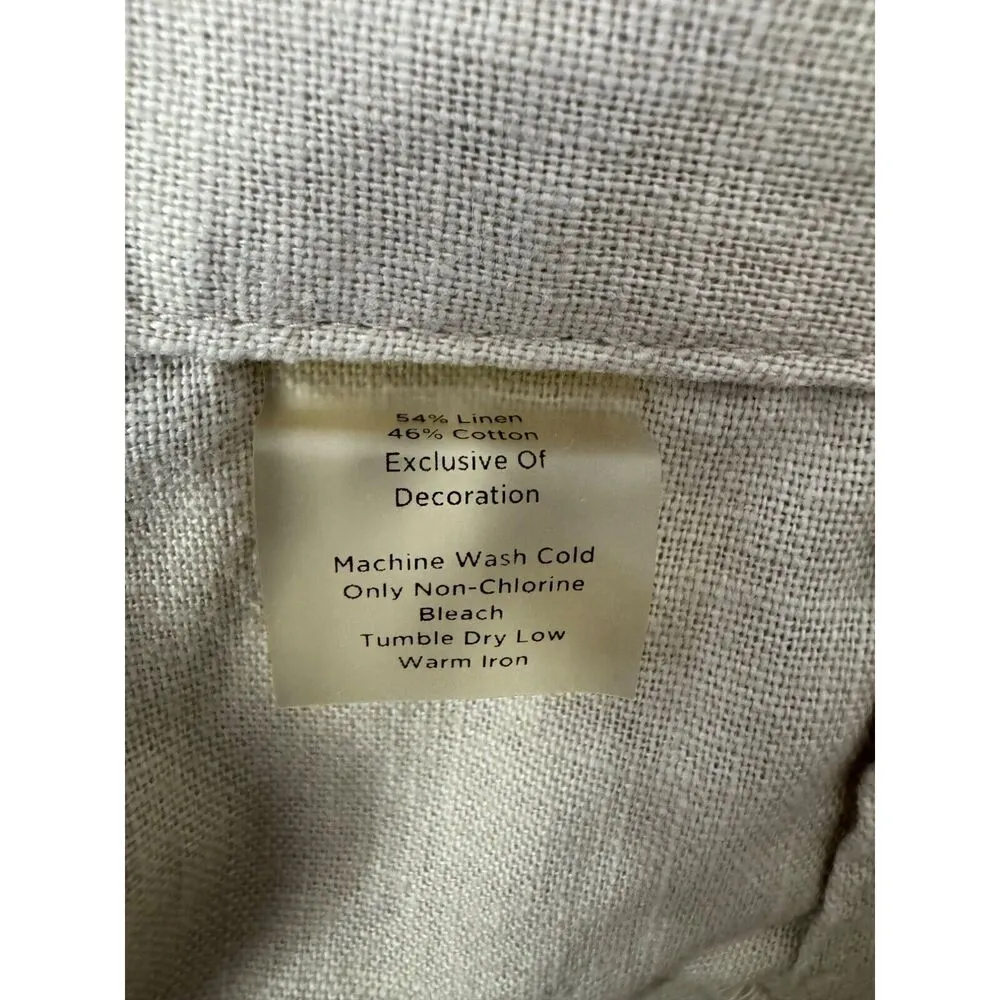 54% Linen
46% Cotton
Exclusive Of
Decoration
Machine Wash Cold
Only Non-Chlorine
Bleach
Tumble Dry Low
Warm Iron